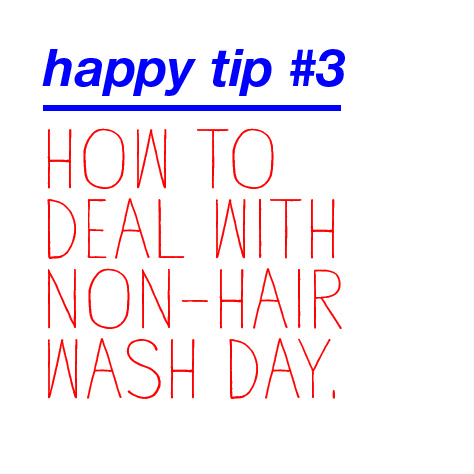 happy tip #3
HOW TO
DEAL WITH
NON-HAIR
WASH DAY.